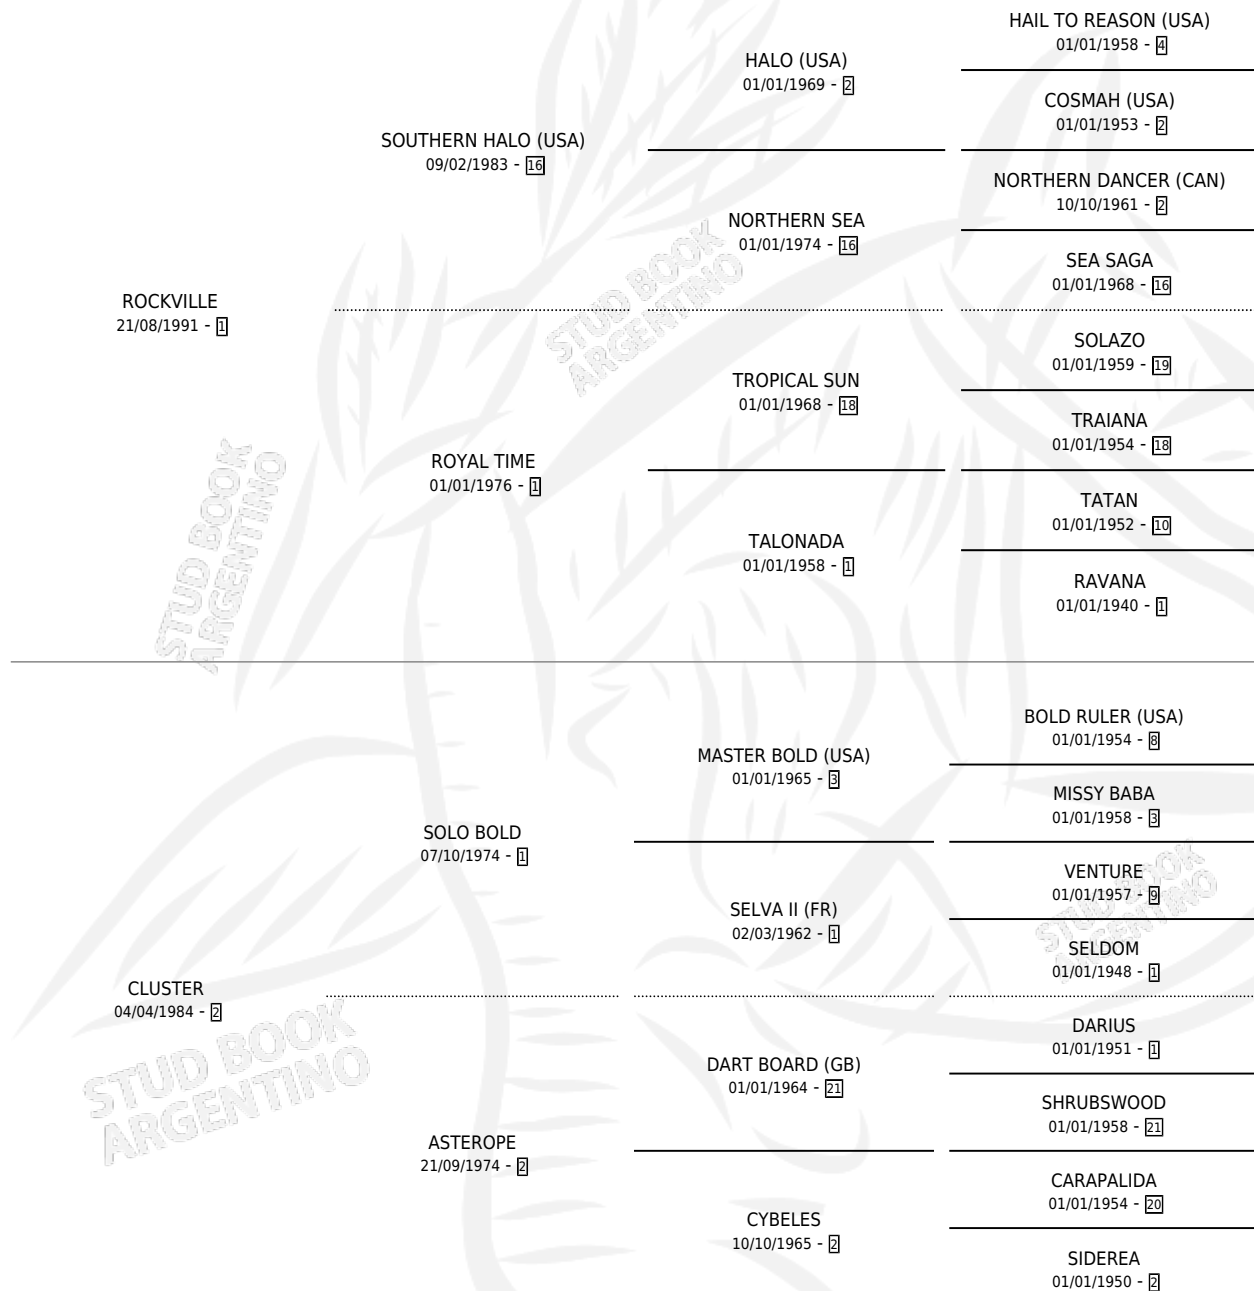 HAIL TO REASON (USA)
01/01/1958 - 4
HALO (USA)
01/01/1969 - 2
COSMAH (USA)
01/01/1953 - 2
SOUTHERN HALO (USA)
09/02/1983 - 16
NORTHERN DANCER (CAN)
10/10/1961 - 2
NORTHERN SEA
01/01/1974 - 16
SEA SAGA
01/01/1968 - 16
ROCKVILLE
21/08/1991 - 1
SOLAZO
01/01/1959 - 19
TROPICAL SUN
01/01/1968 - 18
TRAIANA
01/01/1954 - 18
ROYAL TIME
01/01/1976 - 1
TATAN
01/01/1952 - 10
TALONADA
01/01/1958 - 1
RAVANA
01/01/1940 - 1
BOLD RULER (USA)
01/01/1954 - 8
MASTER BOLD (USA)
01/01/1965 - 3
MISSY BABA
01/01/1958 - 3
SOLO BOLD
07/10/1974 - 1
VENTURE
01/01/1957 - 9
SELVA II (FR)
02/03/1962 - 1
SELDOM
01/01/1948 - 1
CLUSTER
04/04/1984 - 2
DARIUS
01/01/1951 - 1
DART BOARD (GB)
01/01/1964 - 21
SHRUBSWOOD
01/01/1958 - 21
ASTEROPE
21/09/1974 - 2
CARAPALIDA
01/01/1954 - 20
CYBELES
10/10/1965 - 2
SIDEREA
01/01/1950 - 2
STUD BOOK
ARGENTINO
STUD BOOK
ARGENTINO
STUD BOOK
ARGENTINO
STUD BOOK
ARGENTINO